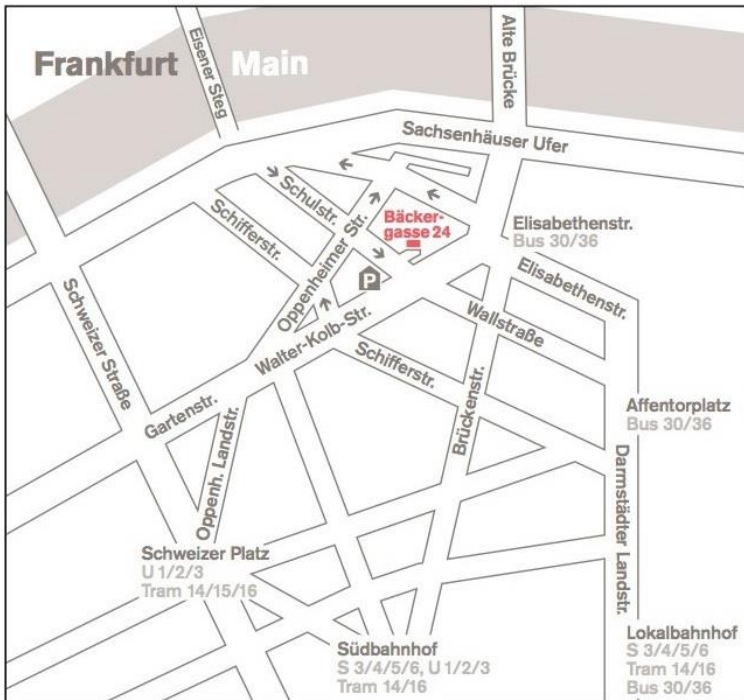 Frankfurt
Main
Eisener Steg
Alte Brücke
Sachsenhäuser Ufer
Schulstr.
Schifferstr.
Oppenheimer Str.
Bäcker-
gasse 24
P
Elisabethenstr.
Bus 30/36
Elisabethenstr.
Schweizer Straße
Walter-Kolb-Str.
Wallstraße
Schifferstr.
Brückenstr.
Gartenstr.
Oppenh. Landstr.
Affentorplatz
Bus 30/36
Darmstädter Landstr.
Schweizer Platz
U 1/2/3
Tram 14/15/16
Südbahnhof
S 3/4/5/6, U 1/2/3
Tram 14/16
Lokalbahnhof
S 3/4/5/6
Tram 14/16
Bus 30/36